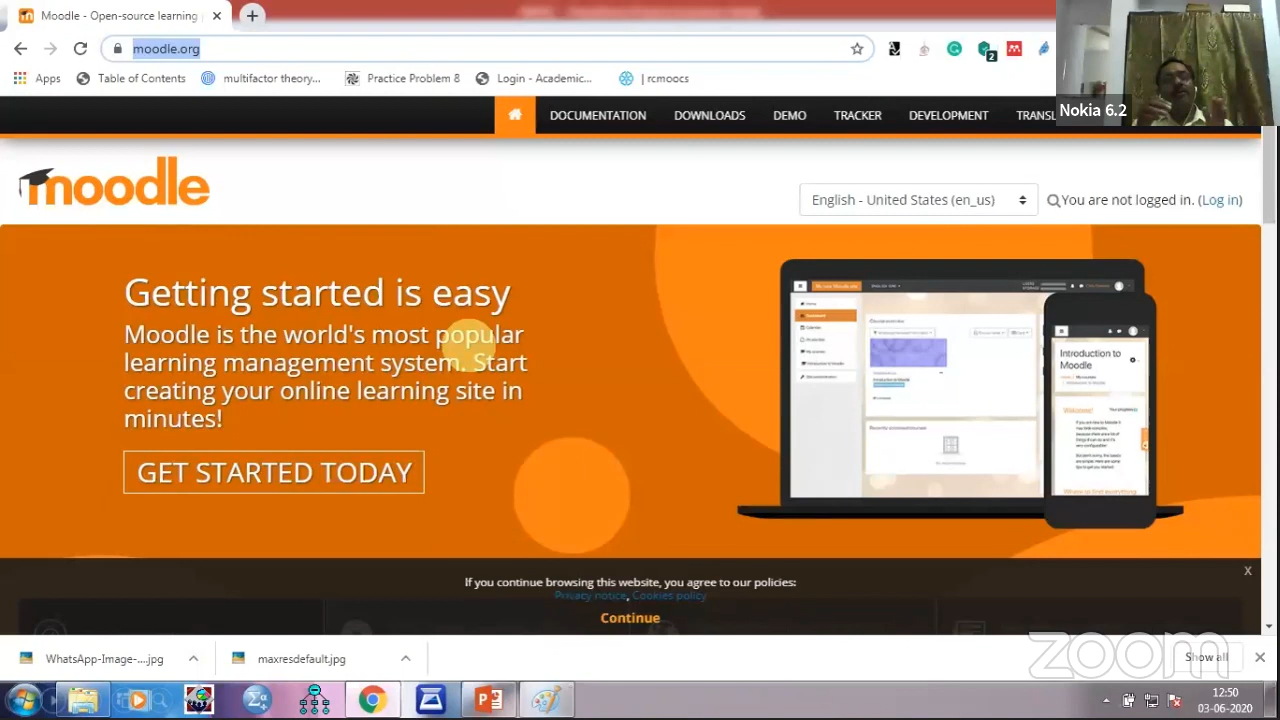 Moodle - Open-source learning
moodle.org
Apps
Table of Contents
multifactor theory...
Practice Problem 8
Login - Academic...
rcmoocs
2
Nokia 6.2
DOCUMENTATION
DOWNLOADS
DEMO
TRACKER
DEVELOPMENT
TRANSL
moodle
English - United States (en_us)
You are not logged in. (Log in)
Getting started is easy
Moodle is the world's most popular
learning management system. Start
creating your online learning site in
minutes!
GET STARTED TODAY
Introduction to
Moodle
Welcome!
If you continue browsing this website, you agree to our policies:
Privacy notice, Cookies policy
Continue
X
WhatsApp-Image-....jpg
maxresdefault.jpg
Show all
zoom
12:50
03-06-2020